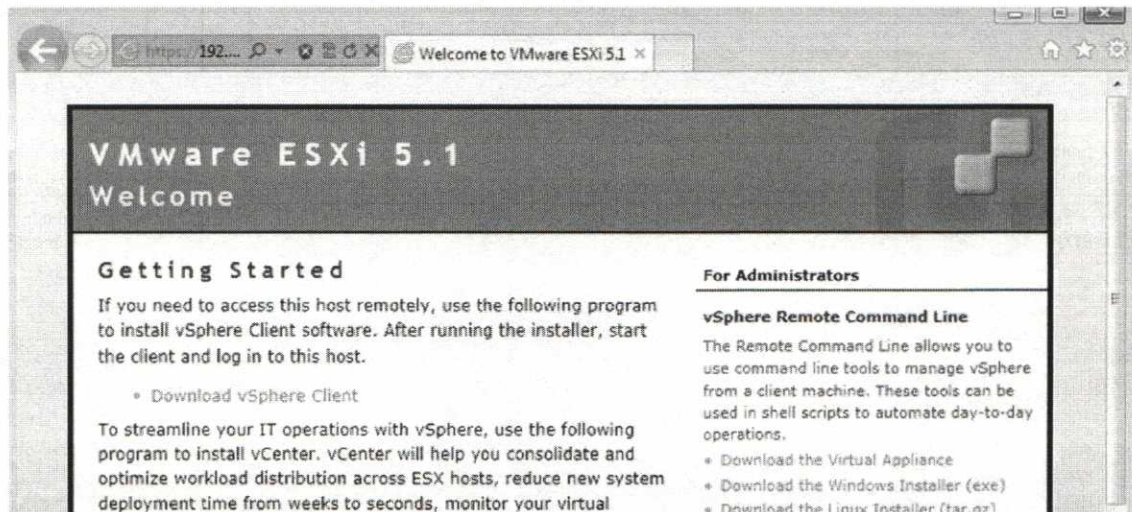 https://192.... 
Welcome to VMware ESXi 5.1
VMware ESXi 5.1
Welcome
Getting Started
If you need to access this host remotely, use the following program
to install vSphere Client software. After running the installer, start
the client and log in to this host.
• Download vSphere Client
To streamline your IT operations with vSphere, use the following
program to install vCenter. vCenter will help you consolidate and
optimize workload distribution across ESX hosts, reduce new system
deployment time from weeks to seconds, monitor your virtual
For Administrators
vSphere Remote Command Line
The Remote Command Line allows you to
use command line tools to manage vSphere
from a client machine. These tools can be
used in shell scripts to automate day-to-day
operations.
• Download the Virtual Appliance
• Download the Windows Installer (exe)
• Download the Linux Installer (tar.gz)